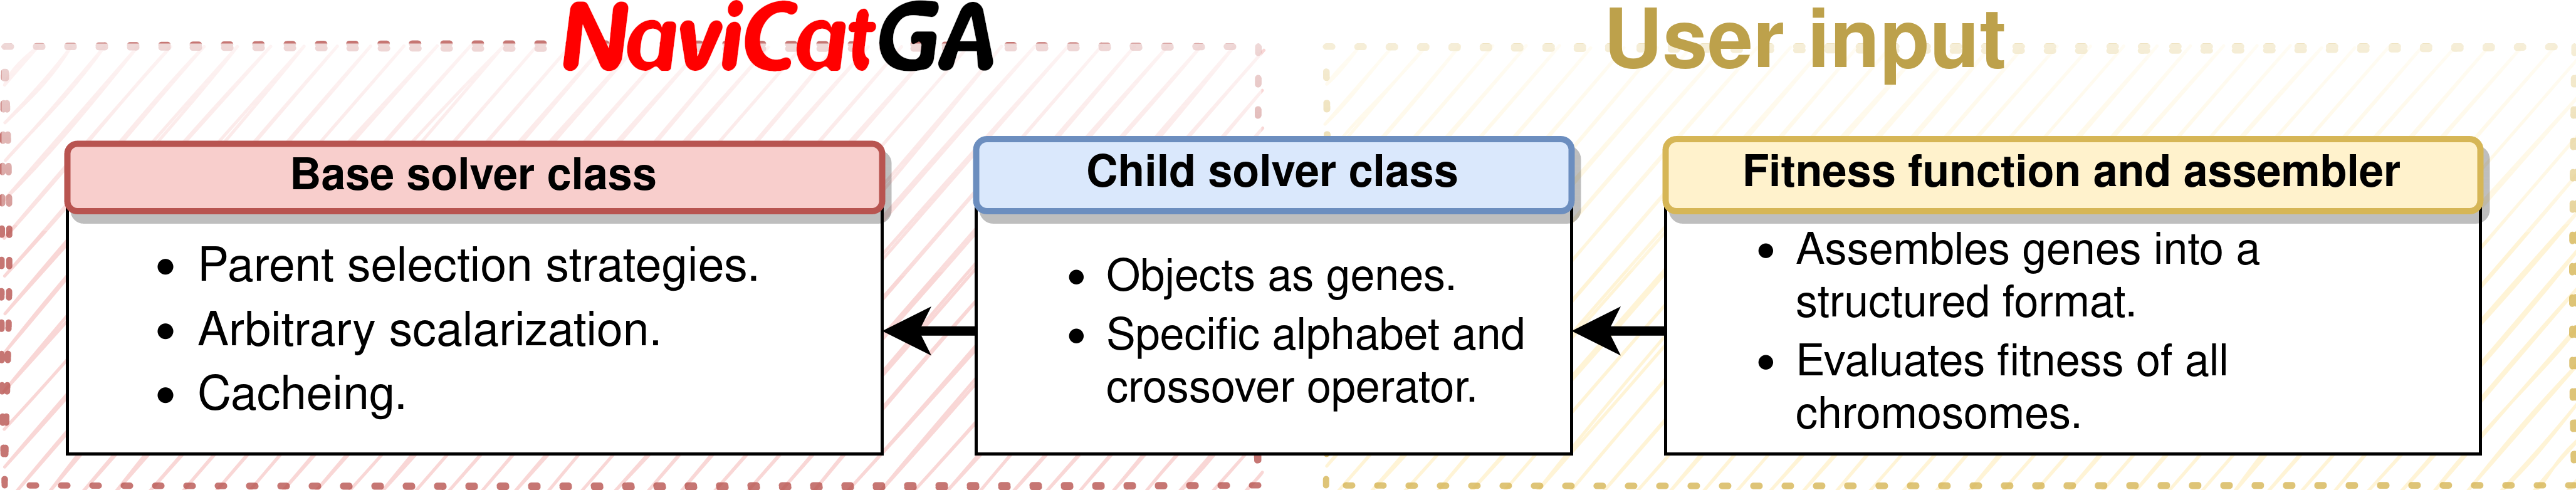 NaviCatGA
User input
Base solver class
• Parent selection strategies.
• Arbitrary scalarization.
• Cacheing.
Child solver class
• Objects as genes.
• Specific alphabet and
crossover operator.
Fitness function and assembler
• Assembles genes into a
structured format.
• Evaluates fitness of all
chromosomes.